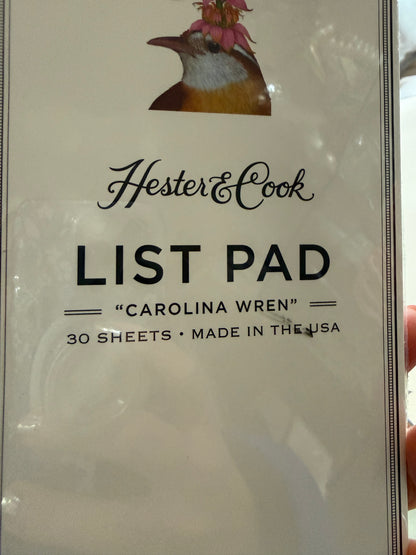 Hester & Cook
LIST PAD
"CAROLINA WREN"
30 SHEETS • MADE IN THE USA